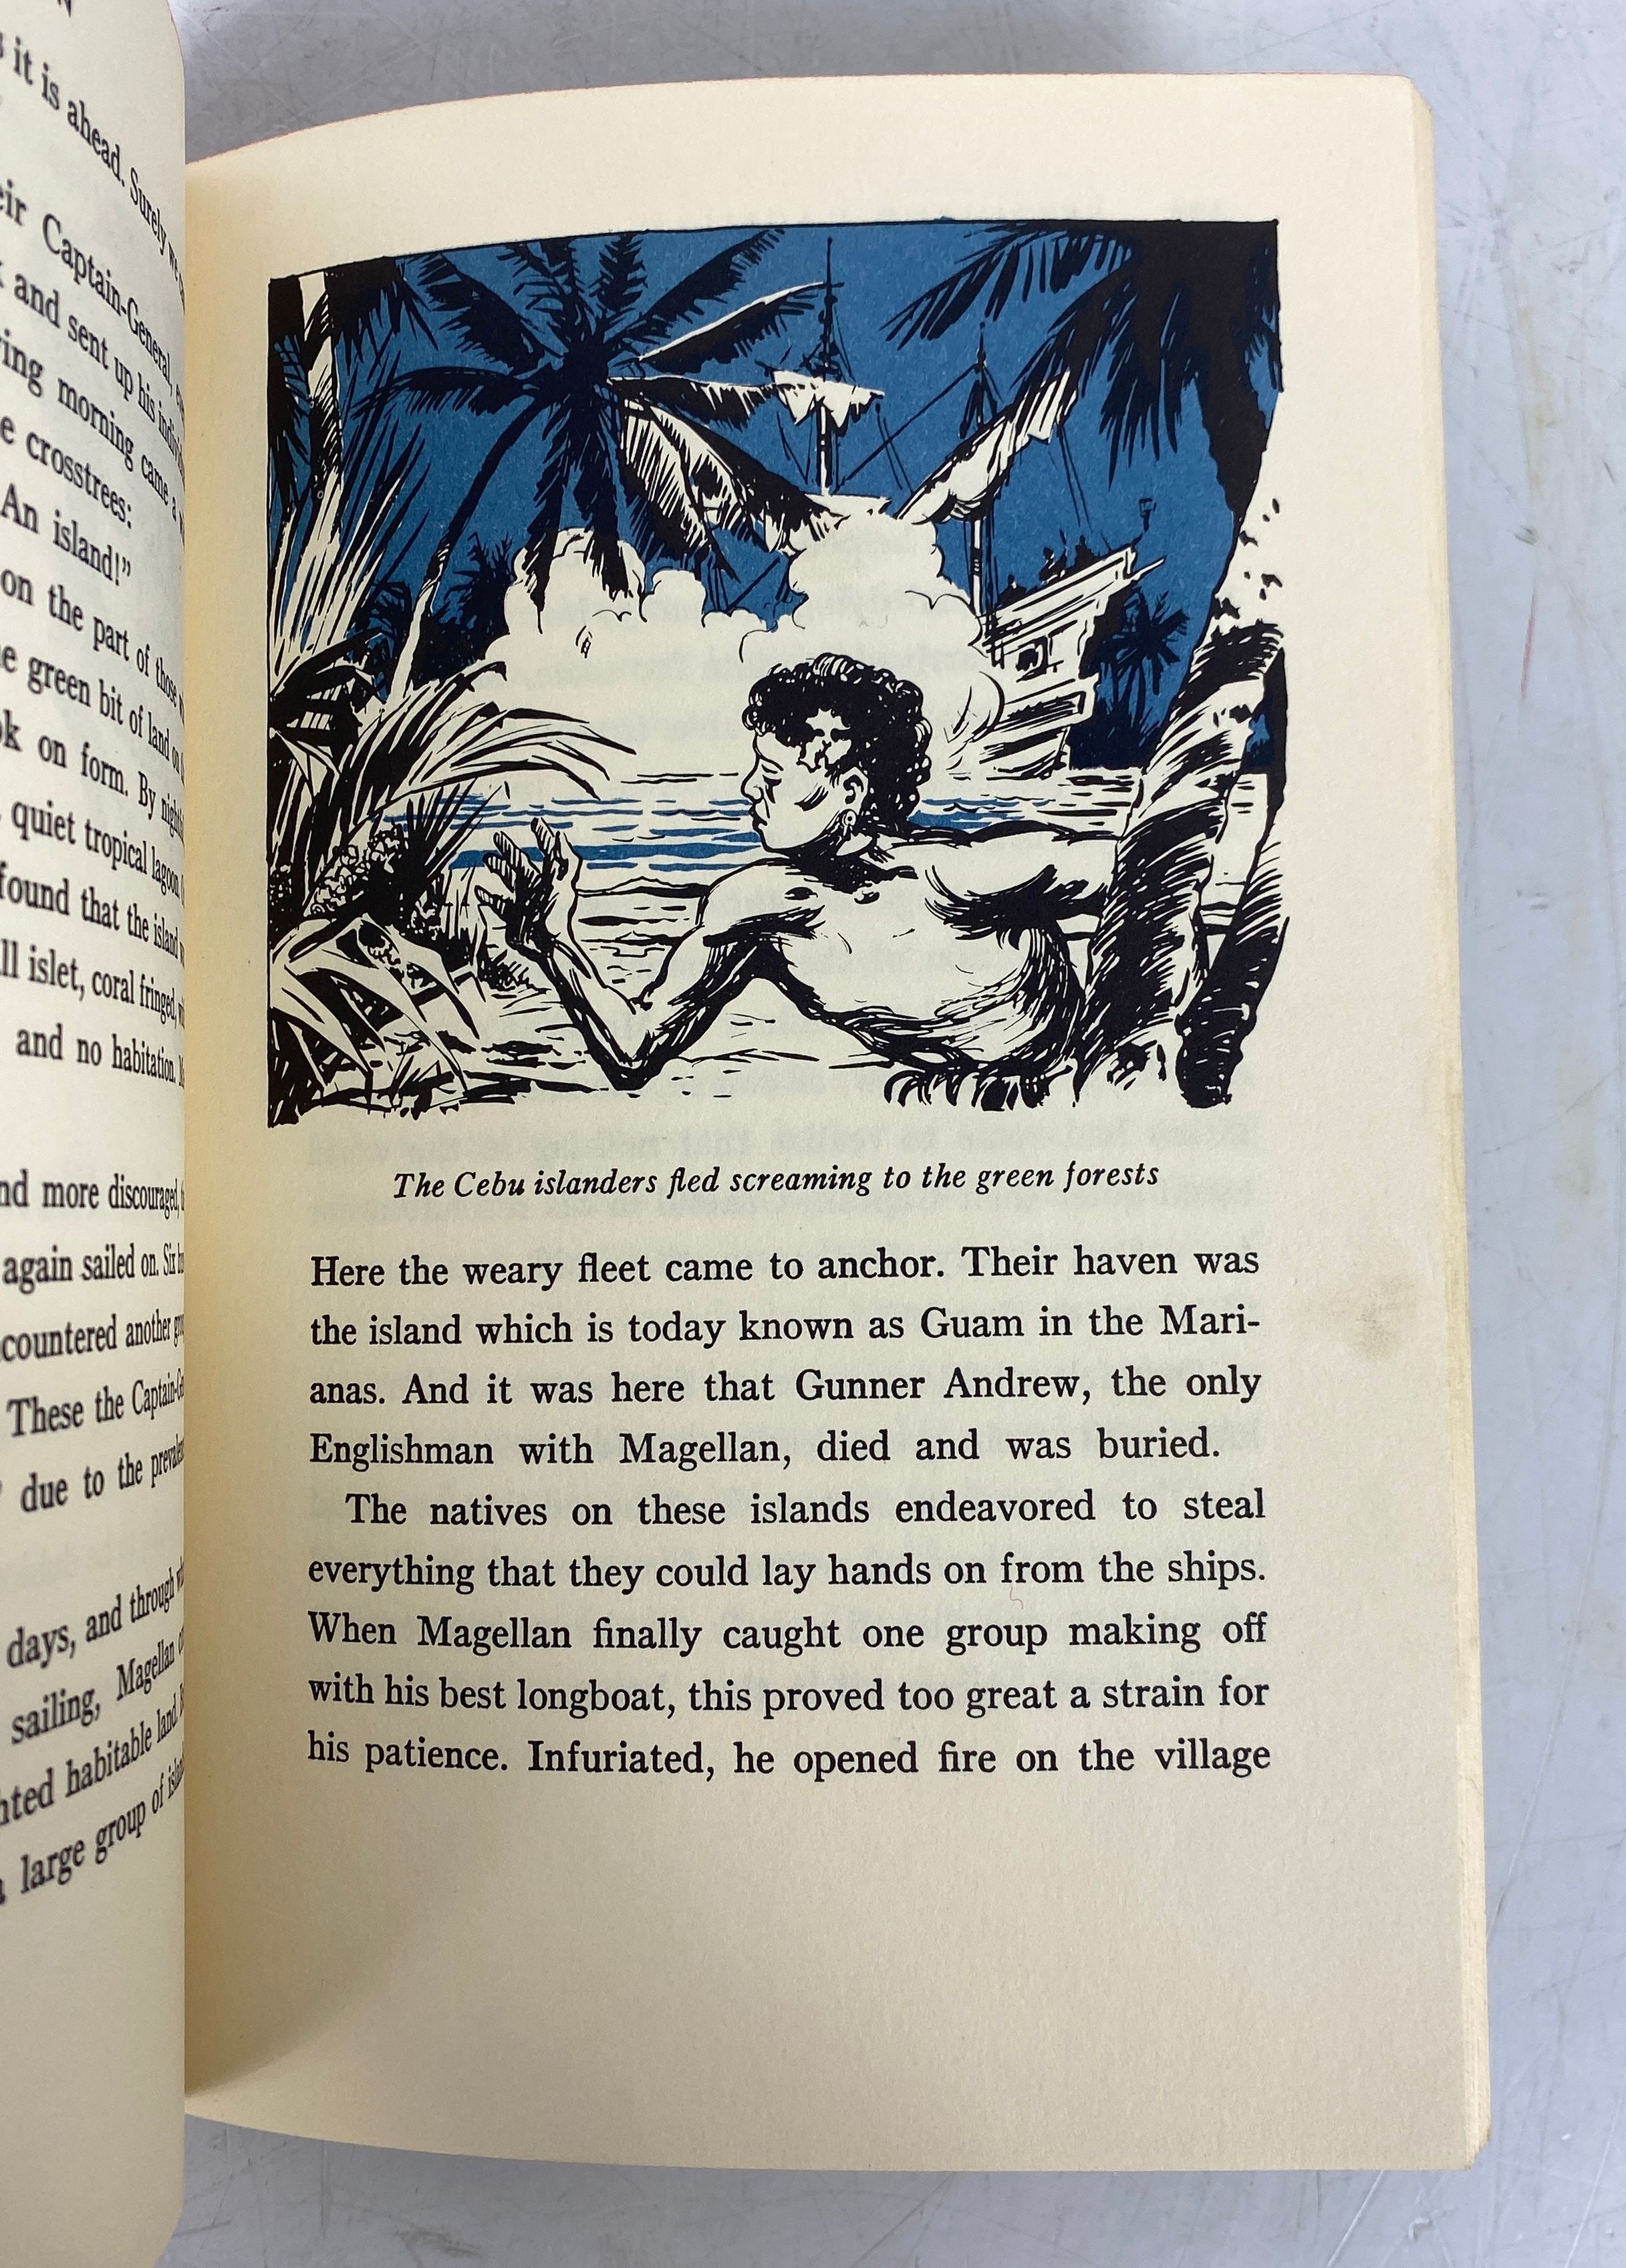 it is ahead. Surely we
Captain-General,
and sent up his
morning came a
crosstrees:
An island!”
on the part of those
green bit of land on
on form. By
quiet tropical lagoon.
found that the island
islet, coral fringed,
and no habitation.
more discouraged,
again sailed on. Six
another
These the
due to the
days, and through
sailing, Magellan
habitable land.
large group of
The Cebu islanders fled screaming to the green forests
Here the weary fleet came to anchor. Their haven was
the island which is today known as Guam in the Mari-
anas. And it was here that Gunner Andrew, the only
Englishman with Magellan, died and was buried.
The natives on these islands endeavored to steal
everything that they could lay hands on from the ships.
When Magellan finally caught one group making off
with his best longboat, this proved too great a strain for
his patience. Infuriated, he opened fire on the village